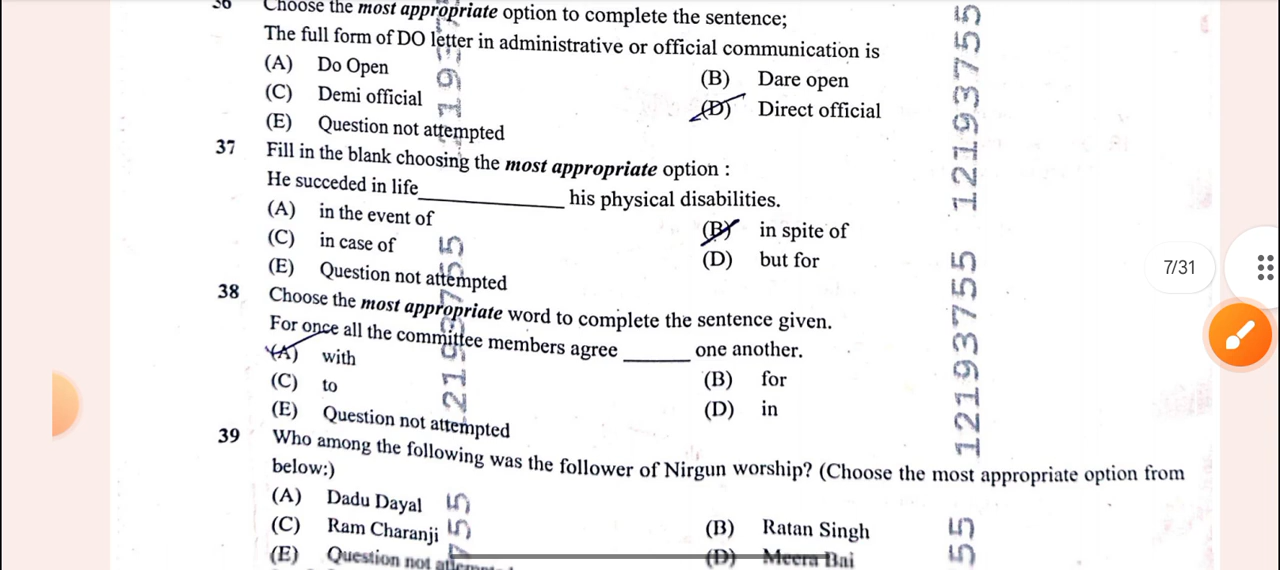 36 Choose the most appropriate option to complete the sentence;
The full form of DO letter in administrative or official communication is
(A) Do Open
(B) Dare open
(C) Demi official
(D) Direct official
(E) Question not attempted
37 Fill in the blank choosing the most appropriate option :
He succeded in life__________ his physical disabilities.
(A) in the event of
(B) in spite of
(C) in case of
(D) but for
(E) Question not attempted
38 Choose the most appropriate word to complete the sentence given.
For once all the committee members agree ______ one another.
(A) with
(B) for
(C) to
(D) in
(E) Question not attempted
39 Who among the following was the follower of Nirgun worship? (Choose the most appropriate option from
below:)
(A) Dadu Dayal
(B) Ratan Singh
(C) Ram Charanji
(D) Meera Bai
(E) Question not attempted
12193755
12193755
7/31